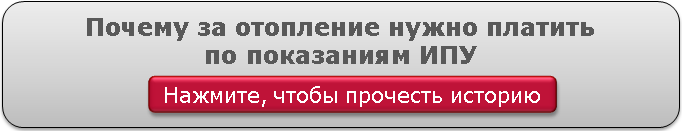 Почему за отопление нужно платить
по показаниям ИПУ
Нажмите, чтобы прочесть историю